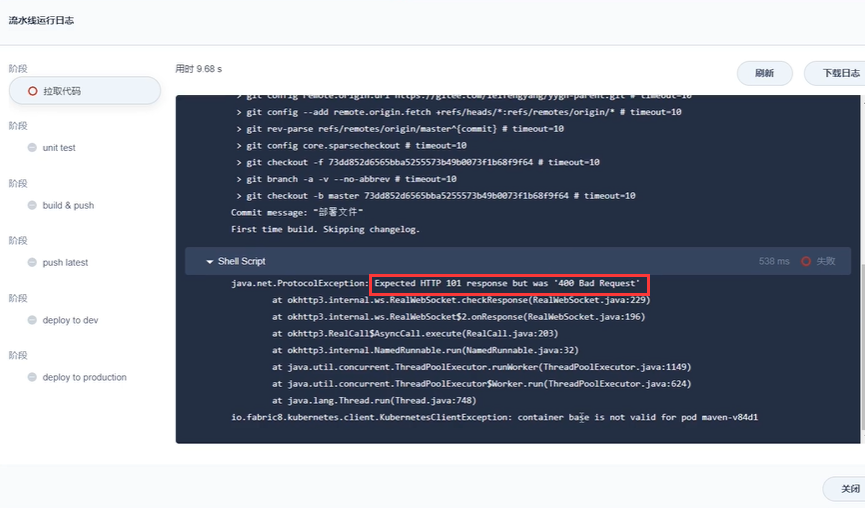 流水线运行日志
阶段
拉取代码
阶段
unit test
阶段
build & push
阶段
push latest
阶段
deploy to dev
阶段
deploy to production
用时 9.68 s
刷新
下载日志
> git config remote.origin.url https://gitee.com/leifengyang/yygh-parent.git # timeout=10
> git config --add remote.origin.fetch +refs/heads/*:refs/remotes/origin/* # timeout=10
> git rev-parse refs/remotes/origin/master^{commit} # timeout=10
> git config core.sparsecheckout # timeout=10
> git checkout -f 73dd852d6565bba5255573b49b0073f1b68f9f64 # timeout=10
> git branch -a -v --no-abbrev # timeout=10
> git checkout -b master 73dd852d6565bba5255573b49b0073f1b68f9f64 # timeout=10
Commit message: "部署文件"
First time build. Skipping changelog.
Shell Script
538 ms
失败
java.net.ProtocolException: Expected HTTP 101 response but was '400 Bad Request'
at okhttp3.internal.ws.RealWebSocket.checkResponse(RealWebSocket.java:229)
at okhttp3.internal.ws.RealWebSocket$2.onResponse(RealWebSocket.java:196)
at okhttp3.RealCall$AsyncCall.execute(RealCall.java:203)
at okhttp3.internal.NamedRunnable.run(NamedRunnable.java:32)
at java.util.concurrent.ThreadPoolExecutor.runWorker(ThreadPoolExecutor.java:1149)
at java.util.concurrent.ThreadPoolExecutor$Worker.run(ThreadPoolExecutor.java:624)
at java.lang.Thread.run(Thread.java:748)
io.fabric8.kubernetes.client.KubernetesClientException: container base is not valid for pod maven-v84d1
关闭